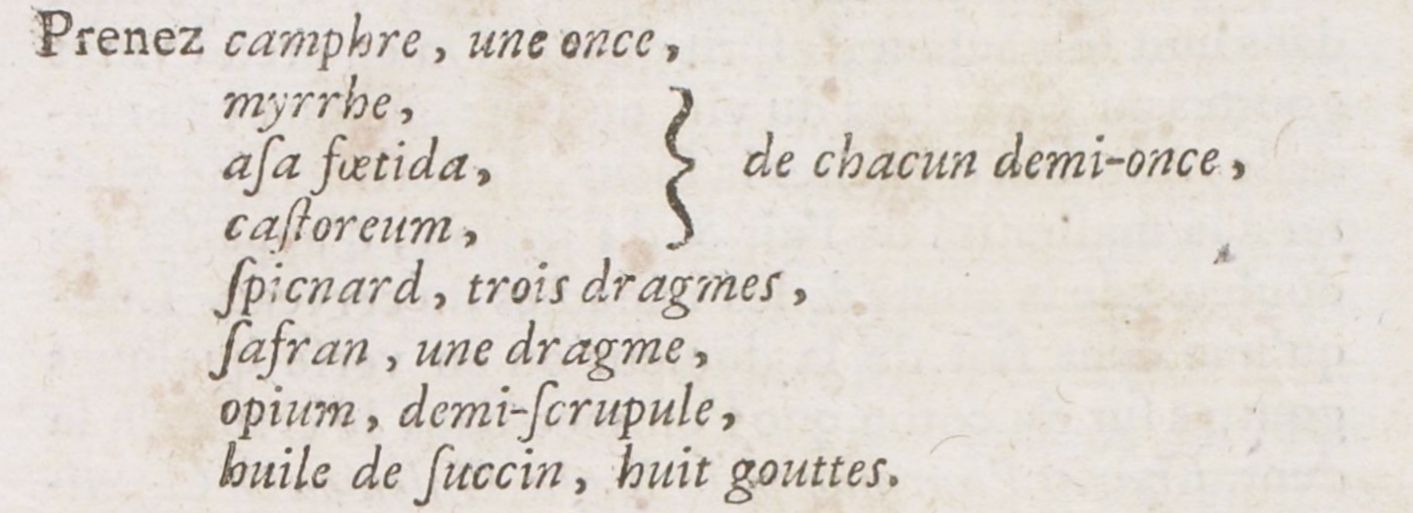 Prenez camphre, une once,
myrrhe,
aſa fœtida, } de chacun demi-once,
caſtoreum,
ſpicnard, trois dragmes,
ſafran, une dragme,
opium, demi-ſcrupule,
huile de ſuccin, huit gouttes.